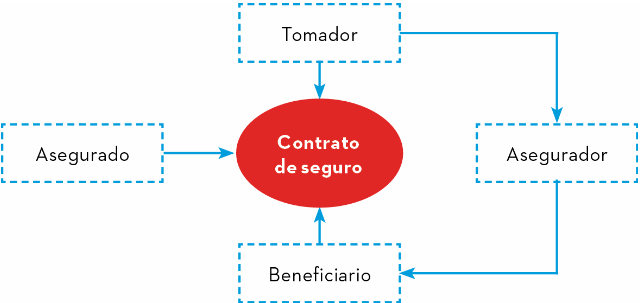 Tomador
Asegurado
Contrato
de seguro
Asegurador
Beneficiario